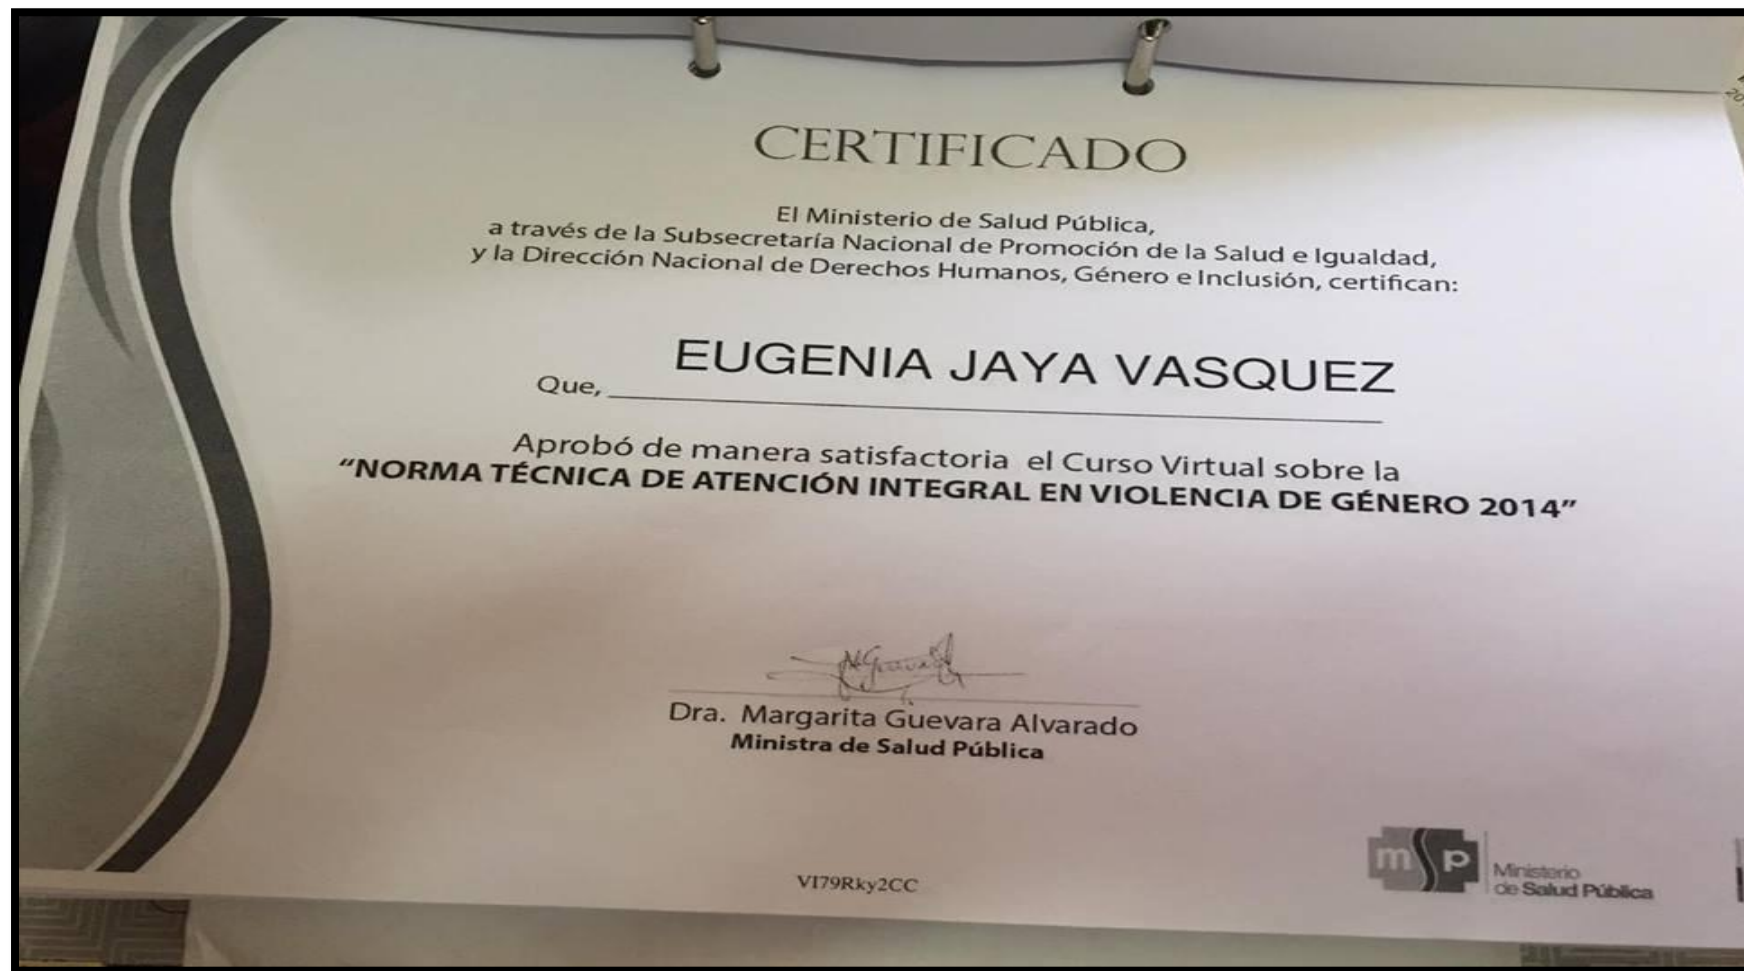 CERTIFICADO
El Ministerio de Salud Pública,
a través de la Subsecretaría Nacional de Promoción de la Salud e Igualdad,
y la Dirección Nacional de Derechos Humanos, Género e Inclusión, certifican:
EUGENIA JAYA VASQUEZ
Que,
Aprobó de manera satisfactoria el Curso Virtual sobre la
“NORMA TÉCNICA DE ATENCIÓN INTEGRAL EN VIOLENCIA DE GÉNERO 2014”
Dra. Margarita Guevara Alvarado
Ministra de Salud Pública
VI79Rky2CC
msp
Ministerio
de Salud Pública